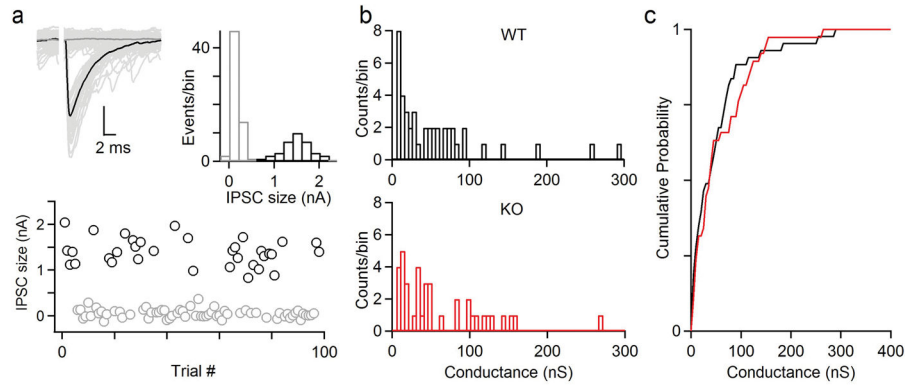 a
2 ms
40
20
0
Events/bin
0
1
2
IPSC size (nA)
2
1
0
IPSC size (nA)
0
100
Trial #
b
WT
8
6
4
2
0
Counts/bin
0
100
200
300
KO
8
6
4
2
0
Counts/bin
0
100
200
300
Conductance (nS)
c
1
0
Cumulative Probability
0
100
200
300
400
Conductance (nS)